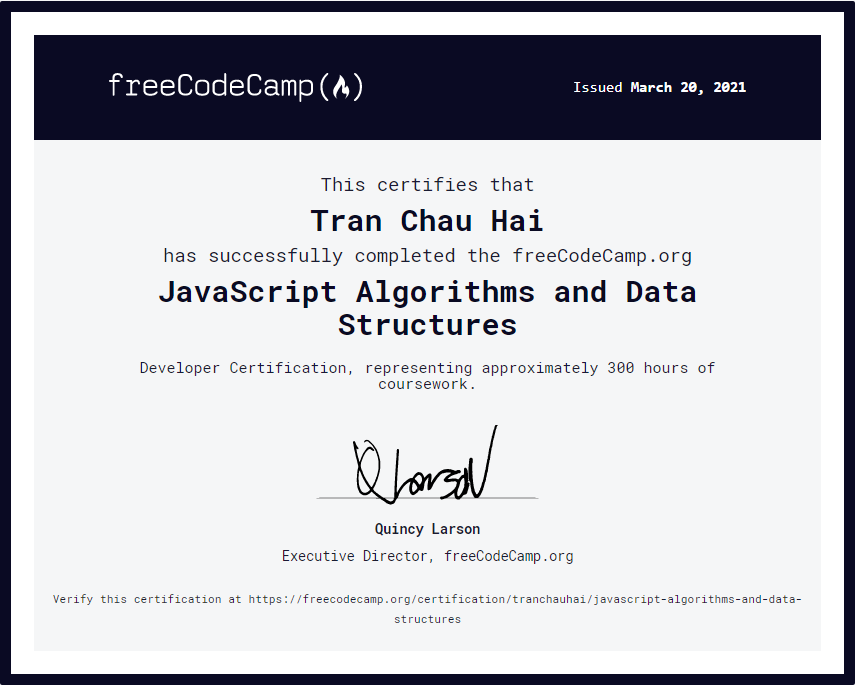 freeCodeCamp(🔥)
Issued March 20, 2021
This certifies that
Tran Chau Hai
has successfully completed the freeCodeCamp.org
JavaScript Algorithms and Data
Structures
Developer Certification, representing approximately 300 hours of
coursework.
Q Larson
Quincy Larson
Executive Director, freeCodeCamp.org
Verify this certification at https://freecodecamp.org/certification/tranchauhai/javascript-algorithms-and-data-
structures